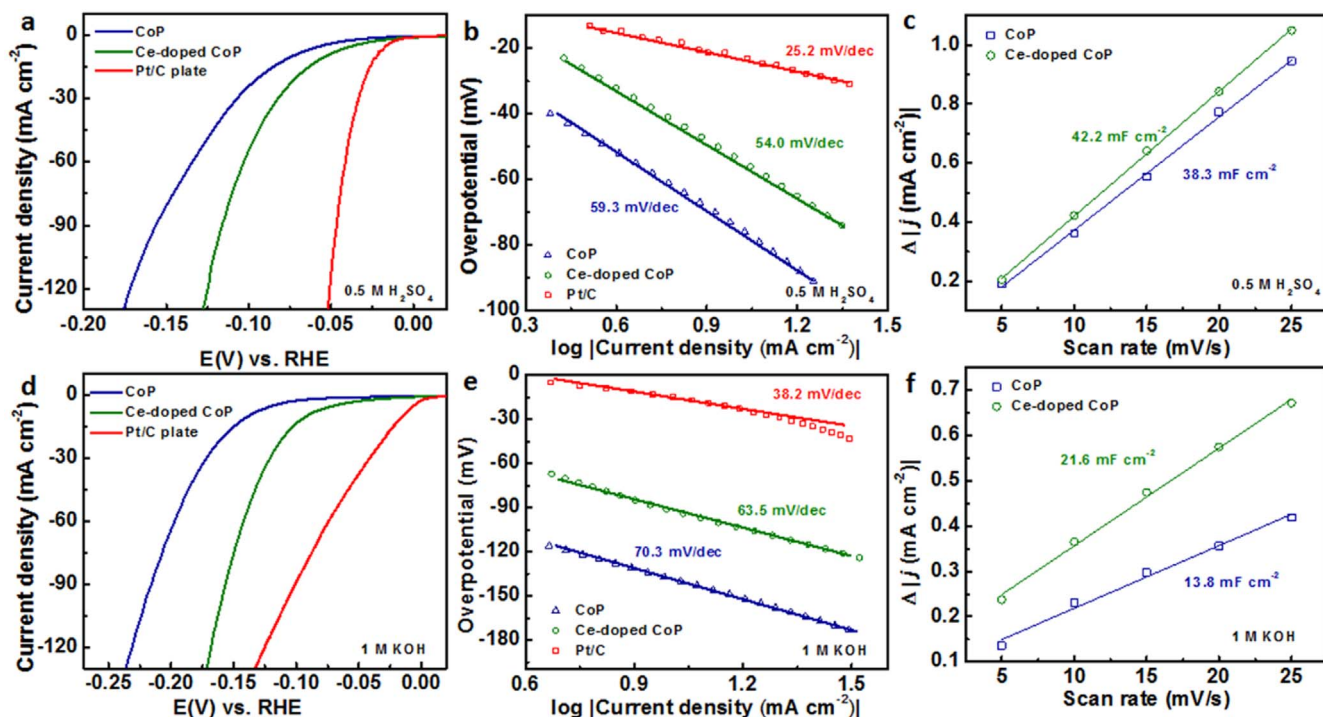 a
CoP
Ce-doped CoP
Pt/C plate
0
-30
-60
-90
-120
Current density (mA cm⁻²)
0.5 M H₂SO₄
-0.20 -0.15 -0.10 -0.05 0.00
E(V) vs. RHE
b
-20
-40
-60
-80
-100
Overpotential (mV)
25.2 mV/dec
54.0 mV/dec
59.3 mV/dec
CoP
Ce-doped CoP
Pt/C
0.5 M H₂SO₄
0.3 0.6 0.9 1.2 1.5
log |Current density (mA cm⁻²)|
c
CoP
Ce-doped CoP
1.0
0.8
0.6
0.4
0.2
Δ |j (mA cm⁻²)|
42.2 mF cm⁻²
38.3 mF cm⁻²
0.5 M H₂SO₄
5 10 15 20 25
Scan rate (mV/s)
d
CoP
Ce-doped CoP
Pt/C plate
0
-30
-60
-90
-120
Current density (mA cm⁻²)
1 M KOH
-0.25 -0.20 -0.15 -0.10 -0.05 0.00
E(V) vs. RHE
e
0
-30
-60
-90
-120
-150
-180
Overpotential (mV)
38.2 mV/dec
63.5 mV/dec
70.3 mV/dec
CoP
Ce-doped CoP
Pt/C
1 M KOH
0.6 0.9 1.2 1.5
log |Current density (mA cm⁻²)|
f
CoP
Ce-doped CoP
0.7
0.6
0.5
0.4
0.3
0.2
0.1
Δ |j (mA cm⁻²)|
21.6 mF cm⁻²
13.8 mF cm⁻²
1 M KOH
5 10 15 20 25
Scan rate (mV/s)